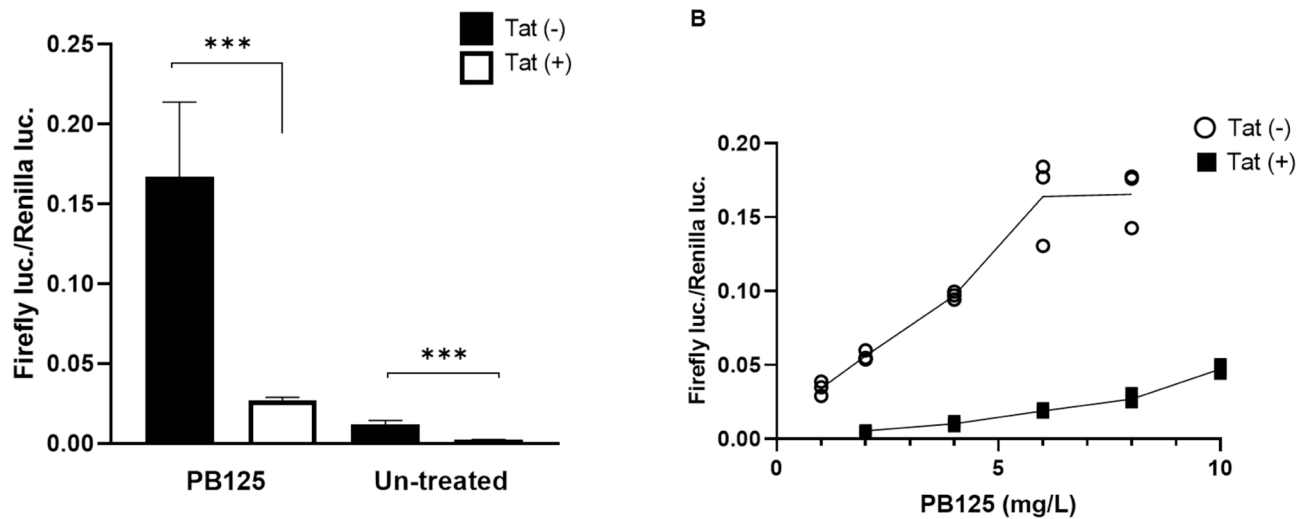 Tat (-)
Tat (+)
***
***
0.25
0.20
0.15
0.10
0.05
0.00
Firefly luc./Renilla luc.
PB125
Un-treated
B
Tat (-)
Tat (+)
0.20
0.15
0.10
0.05
0.00
Firefly luc./Renilla luc.
0
5
10
PB125 (mg/L)